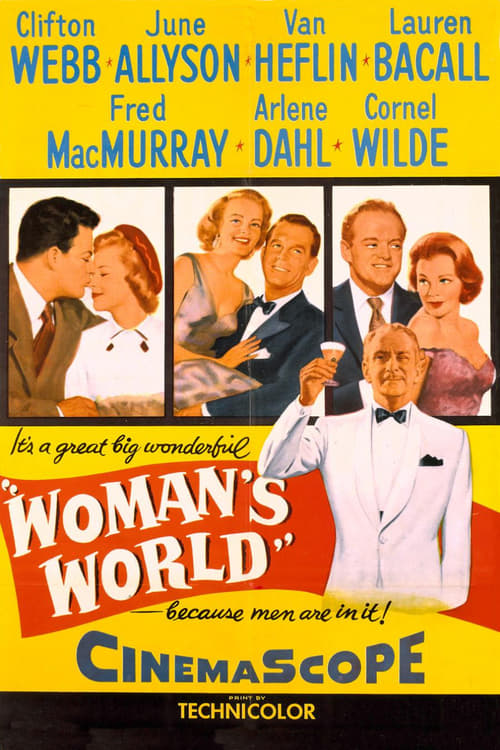 Clifton June Van Lauren
WEBB * ALLYSON * HEFLIN * BACALL
Fred Arlene Cornel
MacMURRAY * DAHL * WILDE
It's a great big wonderful
"WOMAN'S
WORLD"
—because men are in it!
CINEMASCOPE
PRINT BY
TECHNICOLOR